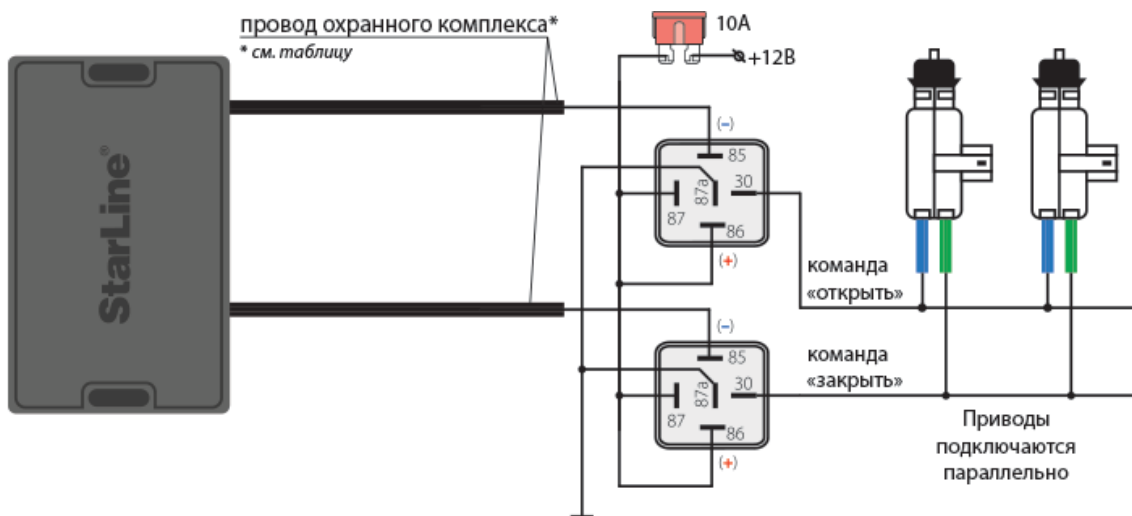 провод охранного комплекса*
* см. таблицу
10А
+12В
StarLine®
(–)
85
30
87а
87
86
(+)
команда
«открыть»
(–)
85
30
87а
87
86
(+)
команда
«закрыть»
Приводы
подключаются
параллельно